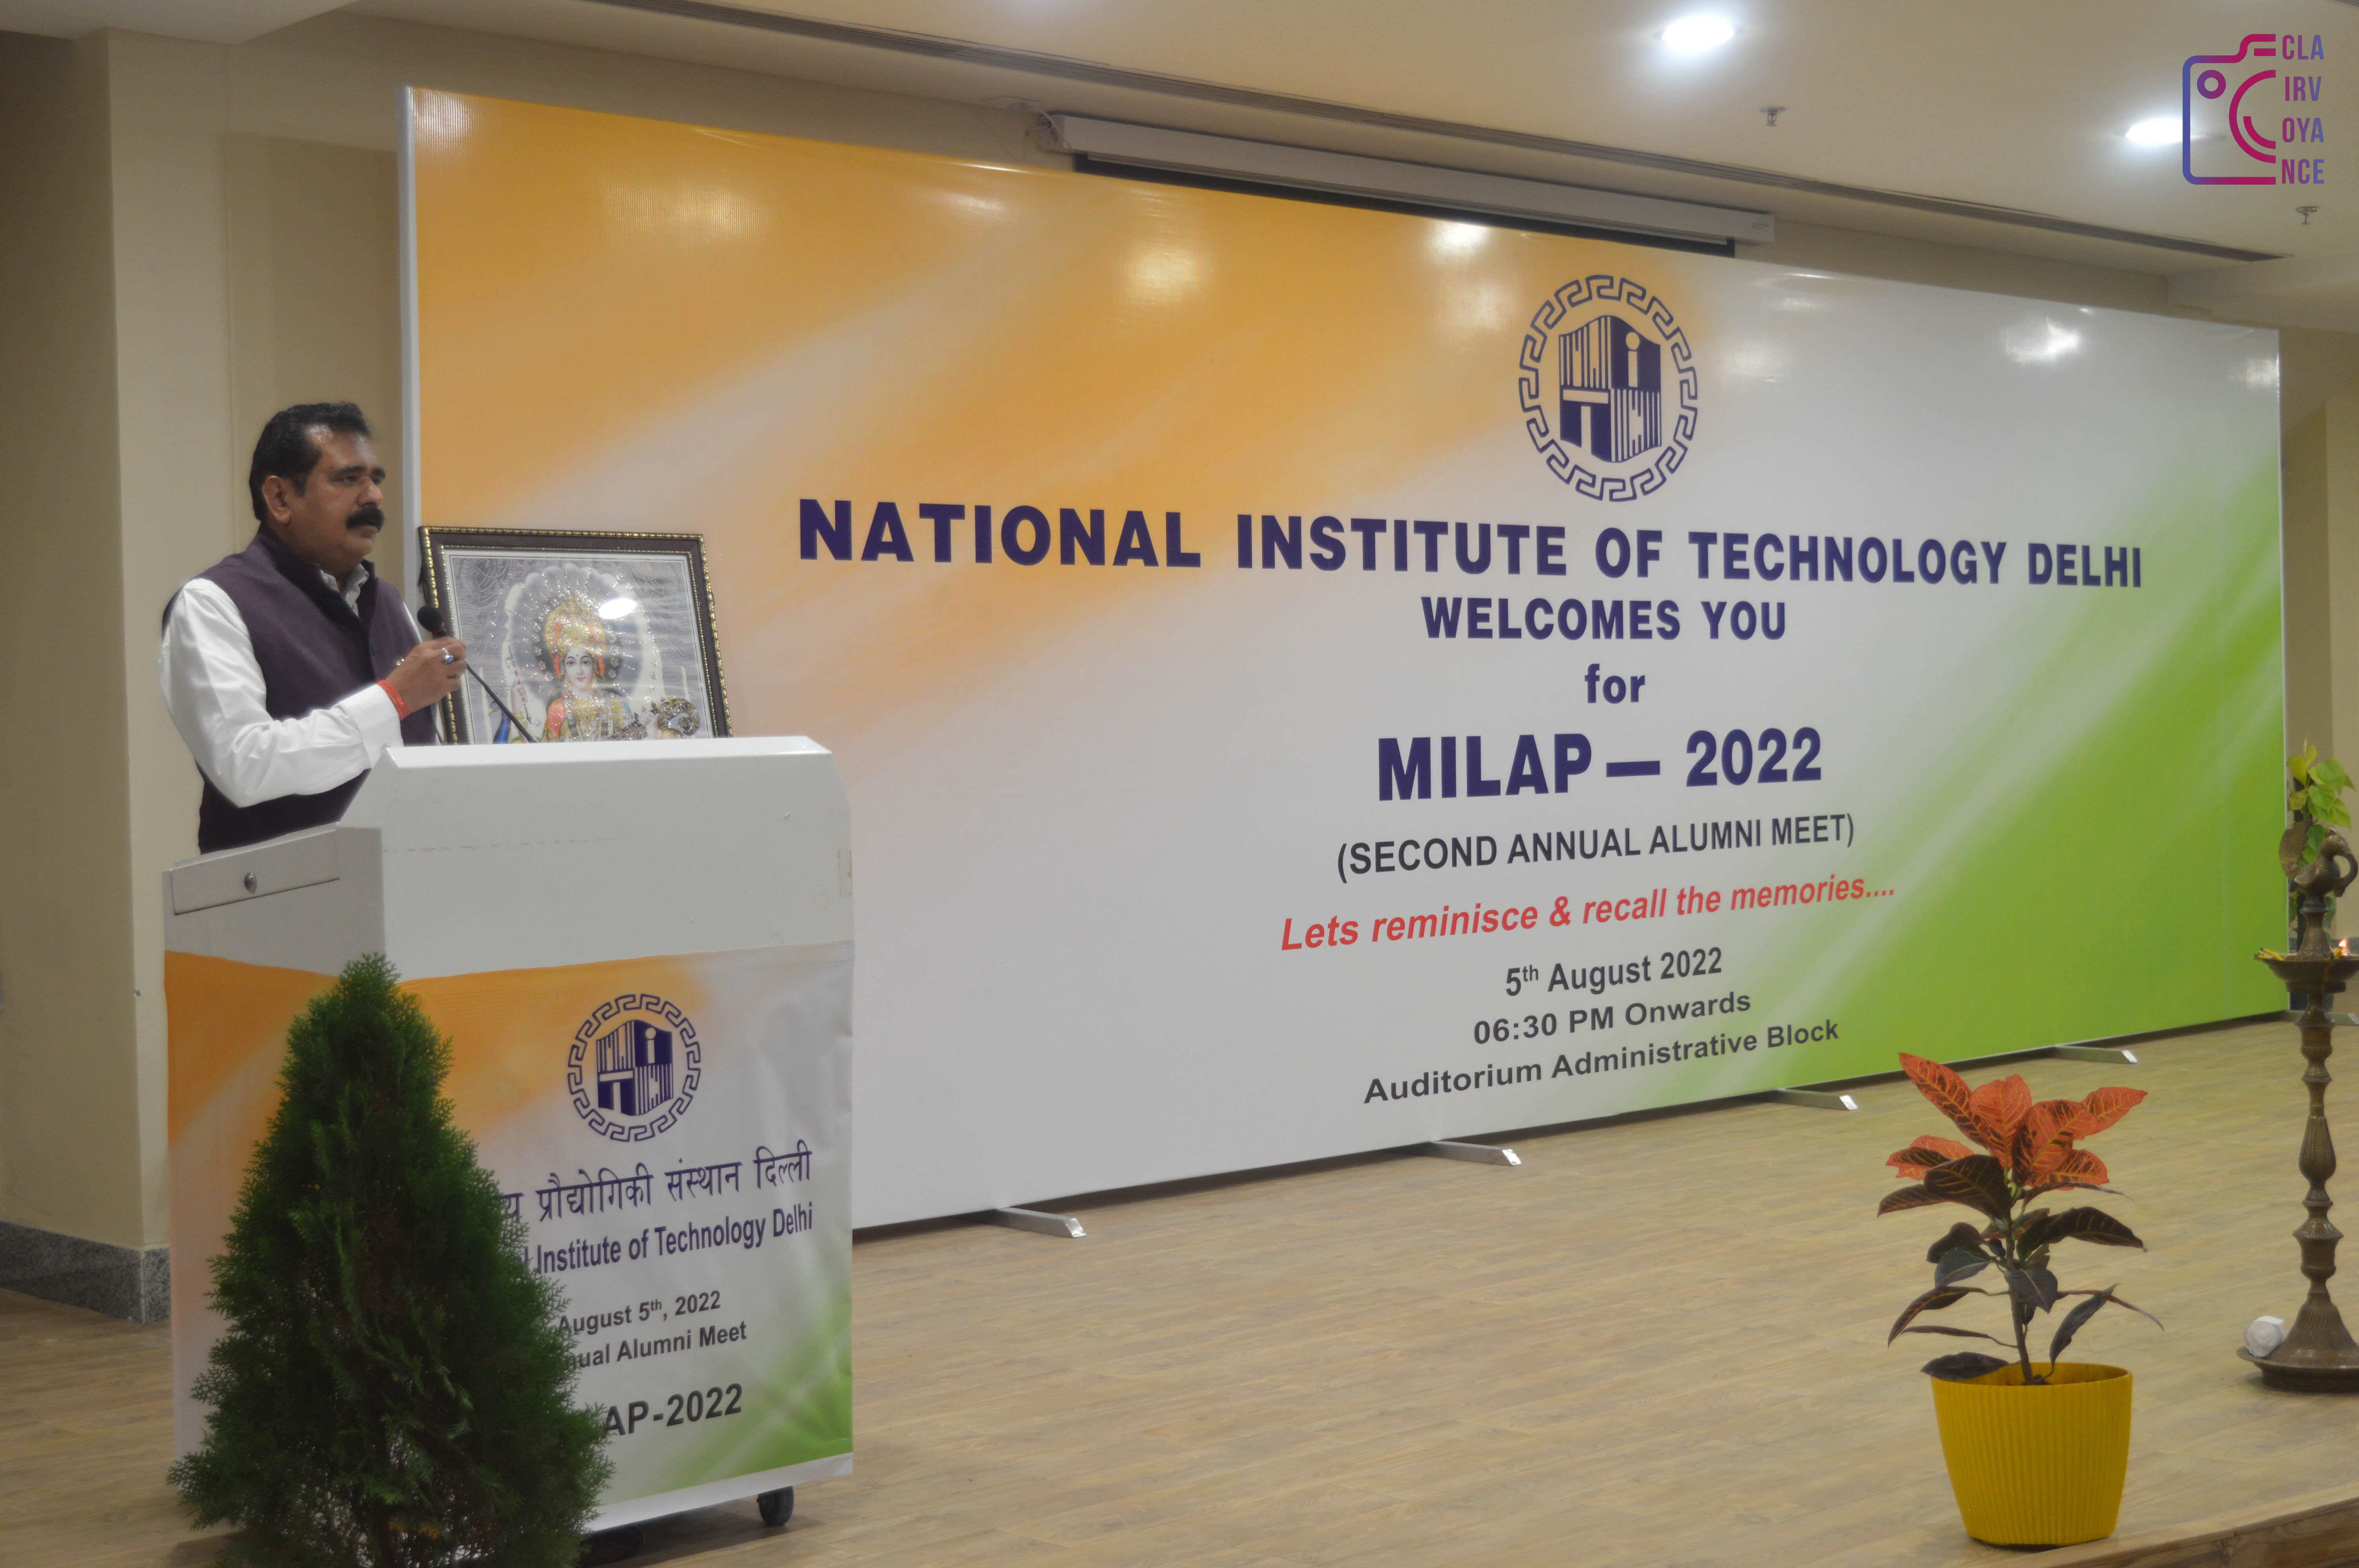 CLA
IRV
OYA
NCE
NATIONAL INSTITUTE OF TECHNOLOGY DELHI
WELCOMES YOU
for
MILAP — 2022
(SECOND ANNUAL ALUMNI MEET)
Lets reminisce & recall the memories....
5th August 2022
06:30 PM Onwards
Auditorium Administrative Block
प्रौद्योगिकी संस्थान दिल्ली
Institute of Technology Delhi
August 5th, 2022
Alumni Meet
AP-2022